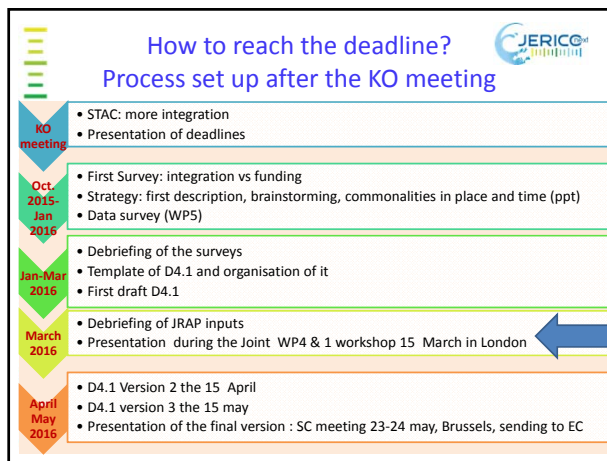 How to reach the deadline?
Process set up after the KO meeting
JERICO next
KO
meeting
• STAC: more integration
• Presentation of deadlines
Oct.
2015-
Jan
2016
• First Survey: integration vs funding
• Strategy: first description, brainstorming, commonalities in place and time (ppt)
• Data survey (WP5)
Jan-Mar
2016
• Debriefing of the surveys
• Template of D4.1 and organisation of it
• First draft D4.1
March
2016
• Debriefing of JRAP inputs
• Presentation during the Joint WP4 & 1 workshop 15 March in London
April
May
2016
• D4.1 Version 2 the 15 April
• D4.1 version 3 the 15 may
• Presentation of the final version : SC meeting 23-24 may, Brussels, sending to EC